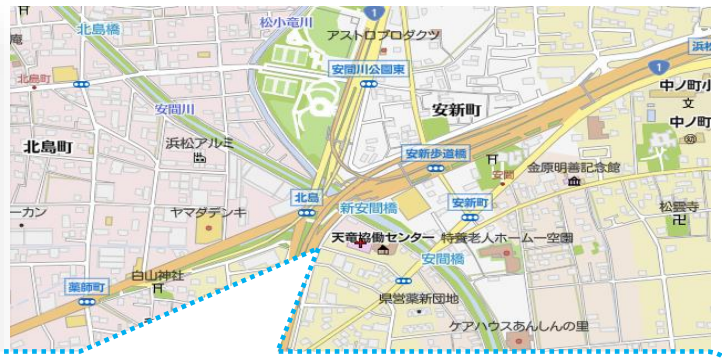 松小竜川
北島橋
1
アストロプロダクツ
庵
安間川公園東
浜松
1
北島町
安間川
安新町
中ノ町小
文
北島町
浜松アルミ
安新歩道橋
中ノ町
金原明善記念館
安間
北島
安新町
松雲寺
卍
ーカン
ヤマダデンキ
新安間橋
天竜協働センター
特養老人ホーム一空園
安間橋
白山神社
薬師町
県営薬新団地
ケアハウスあんしんの里